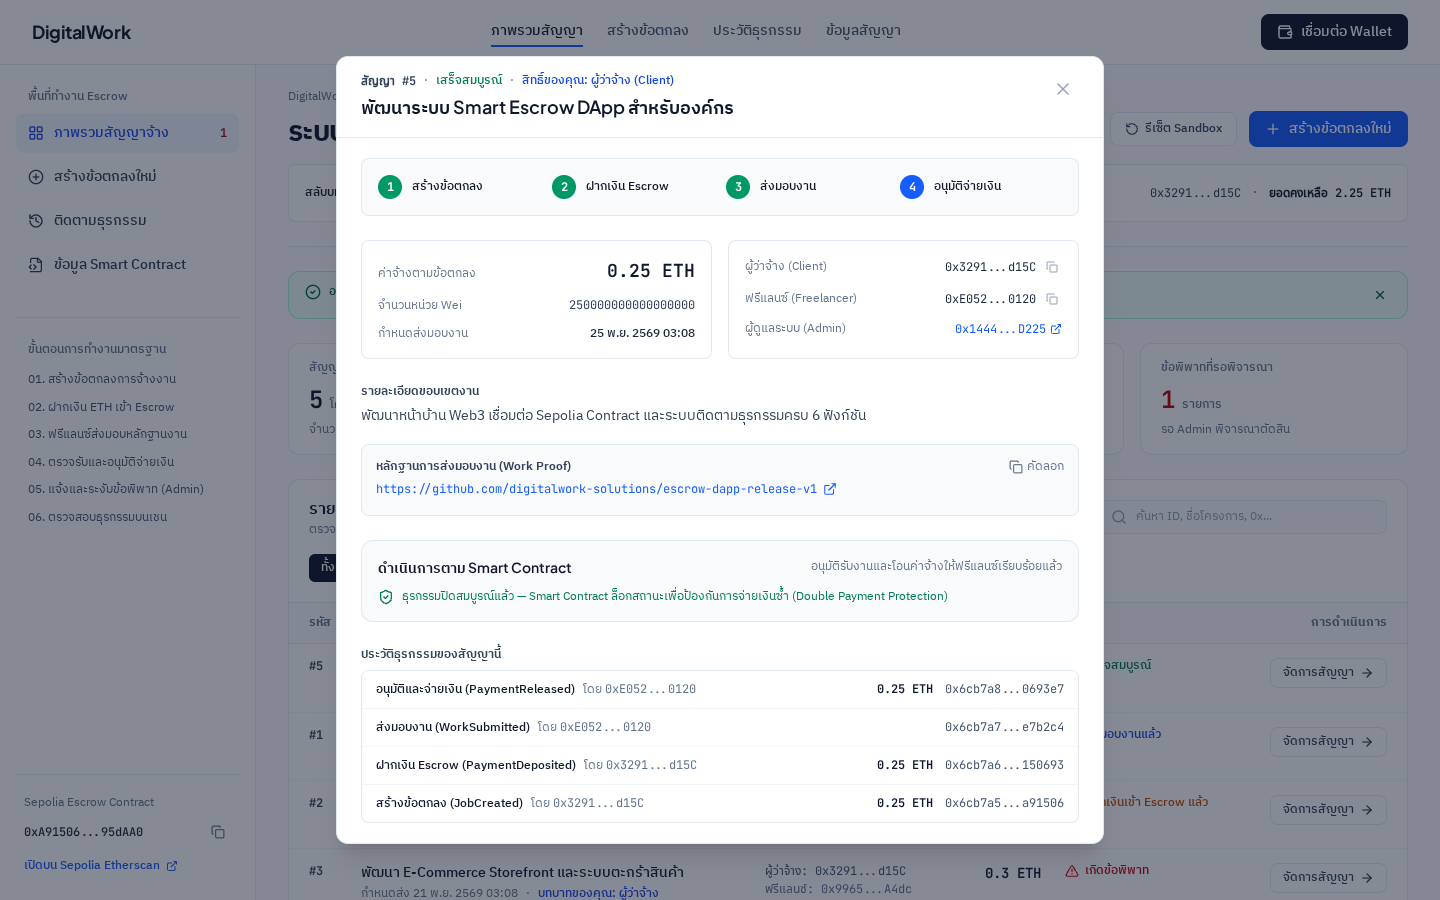 DigitalWork
ภาพรวมสัญญา
สร้างข้อตกลง
ประวัติธุรกรรม
ข้อมูลสัญญา
เชื่อมต่อ Wallet
พื้นที่ทำงาน Escrow
ภาพรวมสัญญาจ้าง 1
สร้างข้อตกลงใหม่
ติดตามธุรกรรม
ข้อมูล Smart Contract
ขั้นตอนการทำงานมาตรฐาน
01. สร้างข้อตกลงการจ้างงาน
02. ฝากเงิน ETH เข้า Escrow
03. ฟรีแลนซ์ส่งมอบหลักฐานงาน
04. ตรวจรับและอนุมัติจ่ายเงิน
05. แจ้งและระงับข้อพิพาท (Admin)
06. ตรวจสอบธุรกรรมบนเชน
Sepolia Escrow Contract
0xA91506...95dAA0
เปิดบน Sepolia Etherscan
รีเซ็ต Sandbox
สร้างข้อตกลงใหม่
0x3291...d15C · ยอดคงเหลือ 2.25 ETH
5
ข้อพิพาทที่รอพิจารณา
1 รายการ
รอ Admin พิจารณาตัดสิน
ค้นหา ID, ชื่อโครงการ, 0x...
รหัส
การดำเนินการ
#5
จัดการสัญญา
#1
จัดการสัญญา
#2
จัดการสัญญา
#3
พัฒนา E-Commerce Storefront และระบบตะกร้าสินค้า
กำหนดส่ง 21 พ.ย. 2569 03:08 · บทบาทของคุณ: ผู้ว่าจ้าง
ผู้ว่าจ้าง: 0x3291...d15C
ฟรีแลนซ์: 0x9965...A4dc
0.3 ETH
เกิดข้อพิพาท
จัดการสัญญา
สัญญา #5 · เสร็จสมบูรณ์ · สิทธิ์ของคุณ: ผู้ว่าจ้าง (Client)
พัฒนาระบบ Smart Escrow DApp สำหรับองค์กร
1 สร้างข้อตกลง
2 ฝากเงิน Escrow
3 ส่งมอบงาน
4 อนุมัติจ่ายเงิน
ค่าจ้างตามข้อตกลง 0.25 ETH
จำนวนหน่วย Wei 250000000000000000
กำหนดส่งมอบงาน 25 พ.ย. 2569 03:08
ผู้ว่าจ้าง (Client) 0x3291...d15C
ฟรีแลนซ์ (Freelancer) 0xE052...0120
ผู้ดูแลระบบ (Admin) 0x1444...D225
รายละเอียดขอบเขตงาน
พัฒนาหน้าบ้าน Web3 เชื่อมต่อ Sepolia Contract และระบบติดตามธุรกรรมครบ 6 ฟังก์ชัน
หลักฐานการส่งมอบงาน (Work Proof) คัดลอก
https://github.com/digitalwork-solutions/escrow-dapp-release-v1
ดำเนินการตาม Smart Contract อนุมัติรับงานและโอนค่าจ้างให้ฟรีแลนซ์เรียบร้อยแล้ว
ธุรกรรมปิดสมบูรณ์แล้ว — Smart Contract ล็อกสถานะเพื่อป้องกันการจ่ายเงินซ้ำ (Double Payment Protection)
ประวัติธุรกรรมของสัญญานี้
อนุมัติและจ่ายเงิน (PaymentReleased) โดย 0xE052...0120 0.25 ETH 0x6cb7a8...0693e7
ส่งมอบงาน (WorkSubmitted) โดย 0xE052...0120 0x6cb7a7...e7b2c4
ฝากเงิน Escrow (PaymentDeposited) โดย 0x3291...d15C 0.25 ETH 0x6cb7a6...150693
สร้างข้อตกลง (JobCreated) โดย 0x3291...d15C 0.25 ETH 0x6cb7a5...a91506